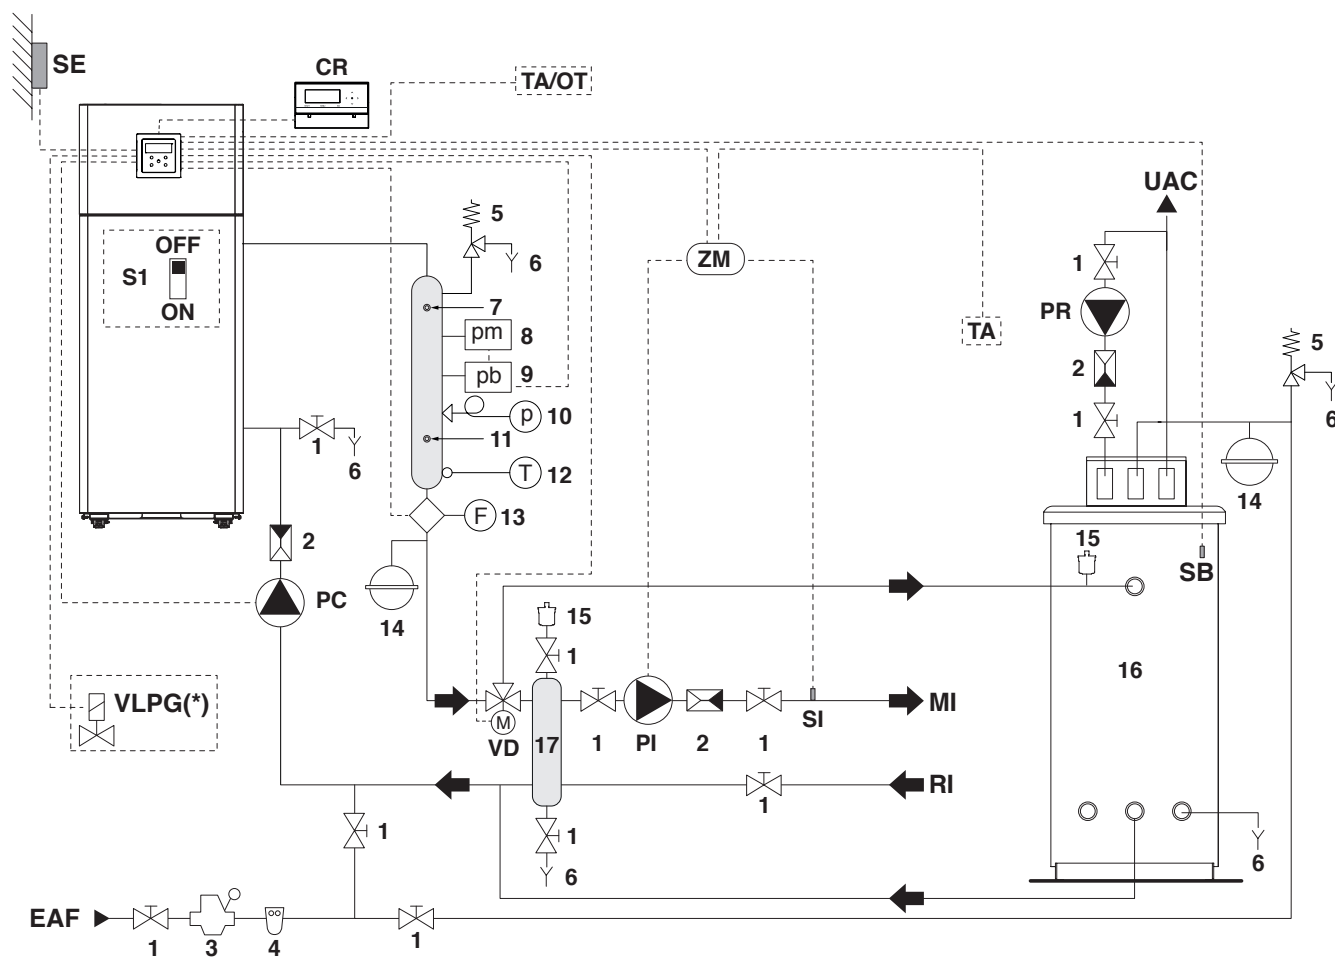 SE
CR
TA/OT
UAC
OFF
S1
ON
5
6
7
pm 8
pb 9
p 10
11
T 12
F 13
ZM
TA
1
PR
2
1
5
6
14
1
6
2
PC
14
15
SB
16
15
1
VLPG(*)
M
VD
17
1
PI
2
1
SI
MI
RI
1
1
1
6
6
EAF
1
3
4
1